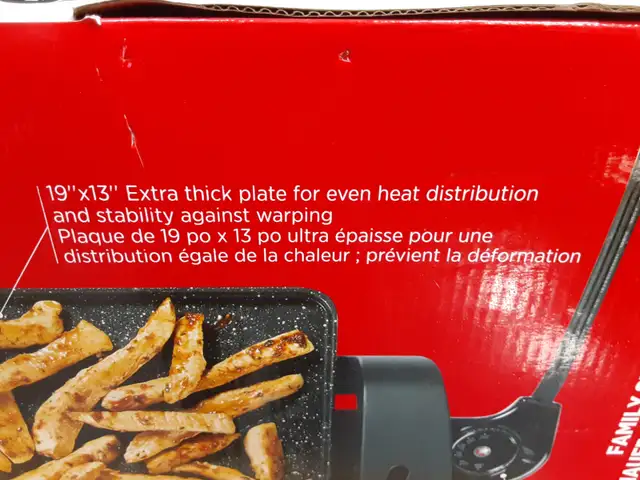 19"x13" Extra thick plate for even heat distribution
and stability against warping
Plaque de 19 po x 13 po ultra épaisse pour une
distribution égale de la chaleur ; prévient la déformation
FAMILY